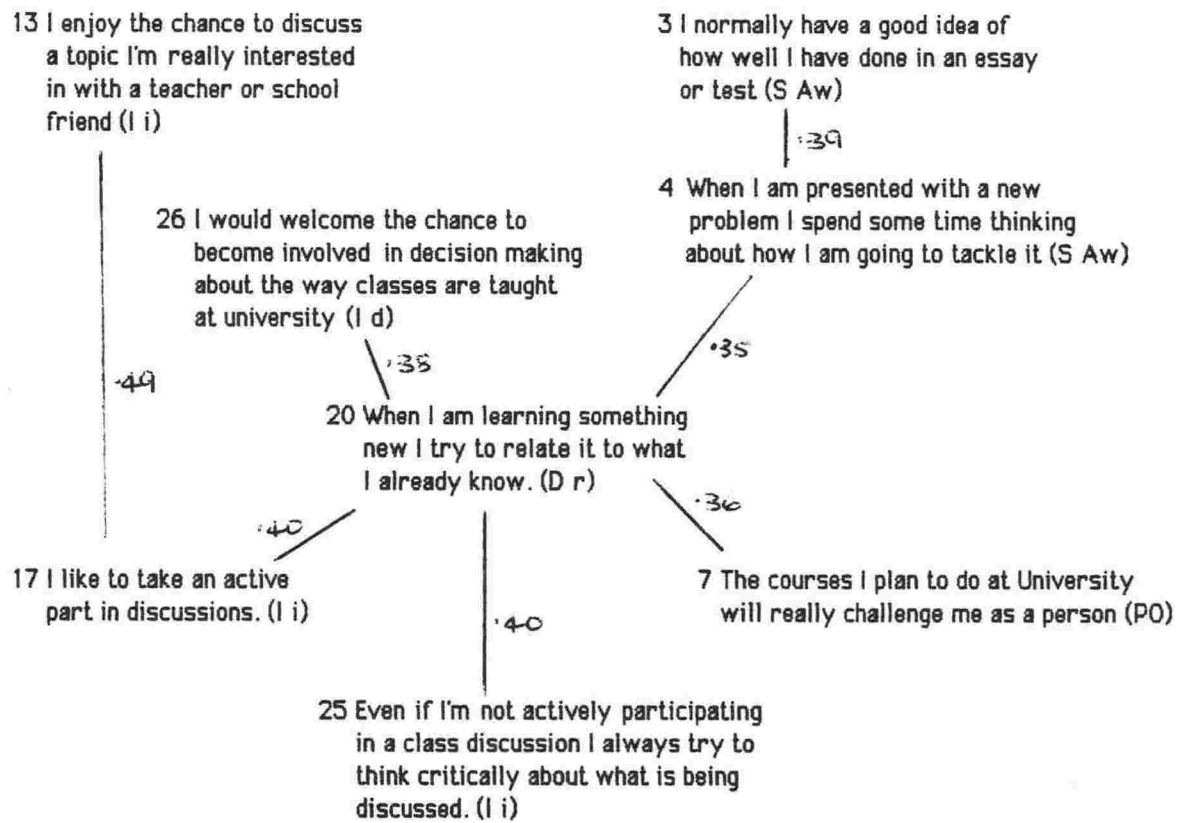 13 I enjoy the chance to discuss
a topic I'm really interested
in with a teacher or school
friend (I i)
3 I normally have a good idea of
how well I have done in an essay
or test (S Aw)
·39
4 When I am presented with a new
problem I spend some time thinking
about how I am going to tackle it (S Aw)
26 I would welcome the chance to
become involved in decision making
about the way classes are taught
at university (I d)
·38
·35
·49
20 When I am learning something
new I try to relate it to what
I already know. (D r)
·40
·36
17 I like to take an active
part in discussions. (I i)
7 The courses I plan to do at University
will really challenge me as a person (PO)
·40
25 Even if I'm not actively participating
in a class discussion I always try to
think critically about what is being
discussed. (I i)